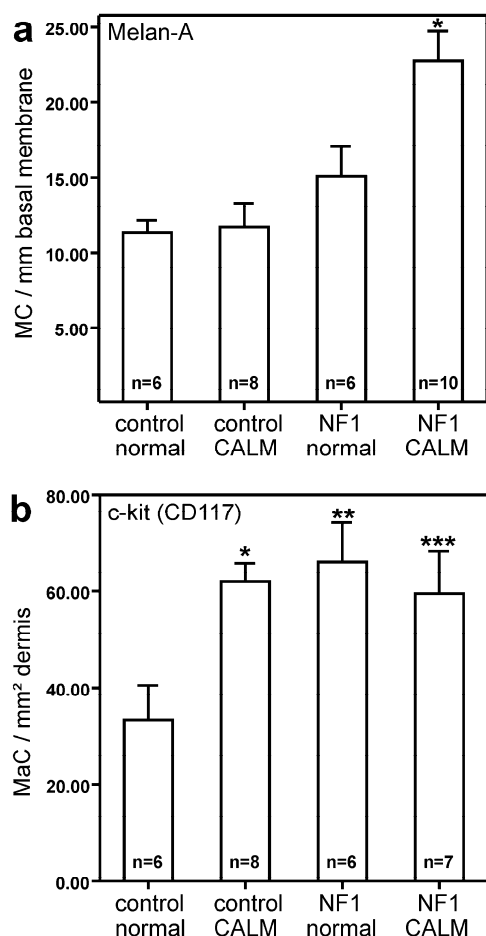 a
Melan-A
MC / mm basal membrane
25.00
20.00
15.00
10.00
5.00
*
n=6
n=8
n=6
n=10
control
normal
control
CALM
NF1
normal
NF1
CALM
b
c-kit (CD117)
MaC / mm² dermis
80.00
60.00
40.00
20.00
0.00
*
**
***
n=6
n=8
n=6
n=7
control
normal
control
CALM
NF1
normal
NF1
CALM